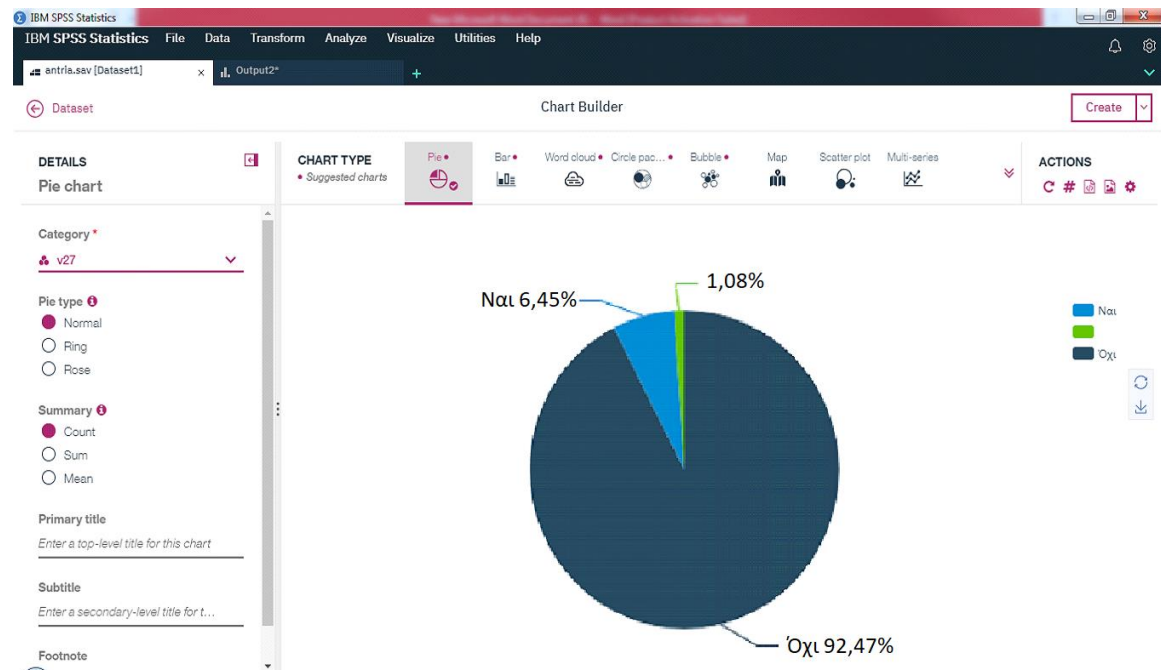 IBM SPSS Statistics
IBM SPSS Statistics File Data Transform Analyze Visualize Utilities Help
antria.sav [Dataset1] x Output2* +
Dataset
Chart Builder
Create
DETAILS
Pie chart
CHART TYPE
• Suggested charts
Pie • Bar • Word cloud • Circle pac... • Bubble • Map Scatter plot Multi-series
ACTIONS
Category *
v27
Pie type
Normal
Ring
Rose
Summary
Count
Sum
Mean
Primary title
Enter a top-level title for this chart
Subtitle
Enter a secondary-level title for t...
Footnote
1,08%
Ναι 6,45%
Όχι 92,47%
Ναι
Όχι